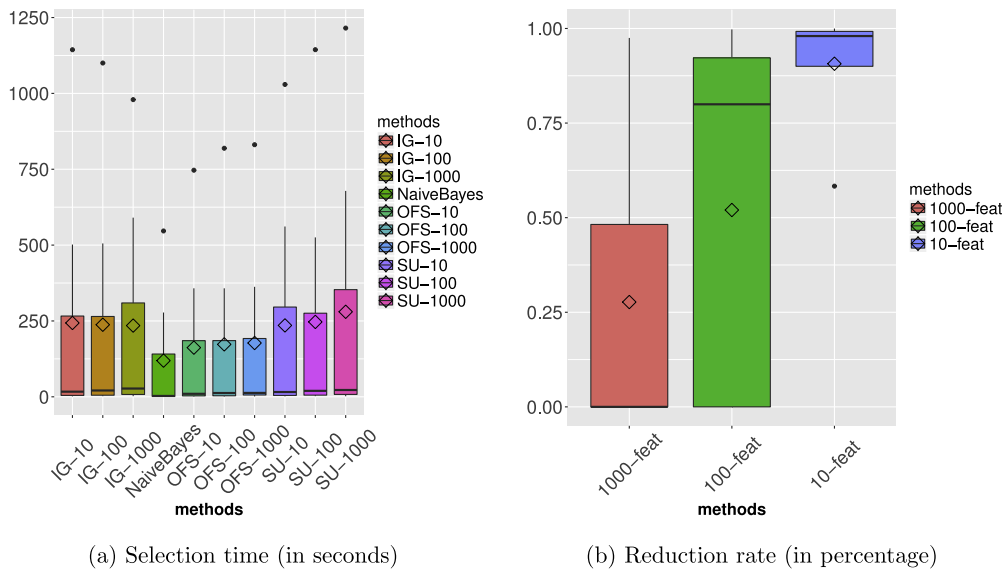 1250
1000
750
500
250
0
IG−10
IG−100
IG−1000
NaiveBayes
OFS−10
OFS−100
OFS−1000
SU−10
SU−100
SU−1000
methods
methods
IG−10
IG−100
IG−1000
NaiveBayes
OFS−10
OFS−100
OFS−1000
SU−10
SU−100
SU−1000
(a) Selection time (in seconds)
1.00
0.75
0.50
0.25
0.00
1000−feat
100−feat
10−feat
methods
methods
1000−feat
100−feat
10−feat
(b) Reduction rate (in percentage)